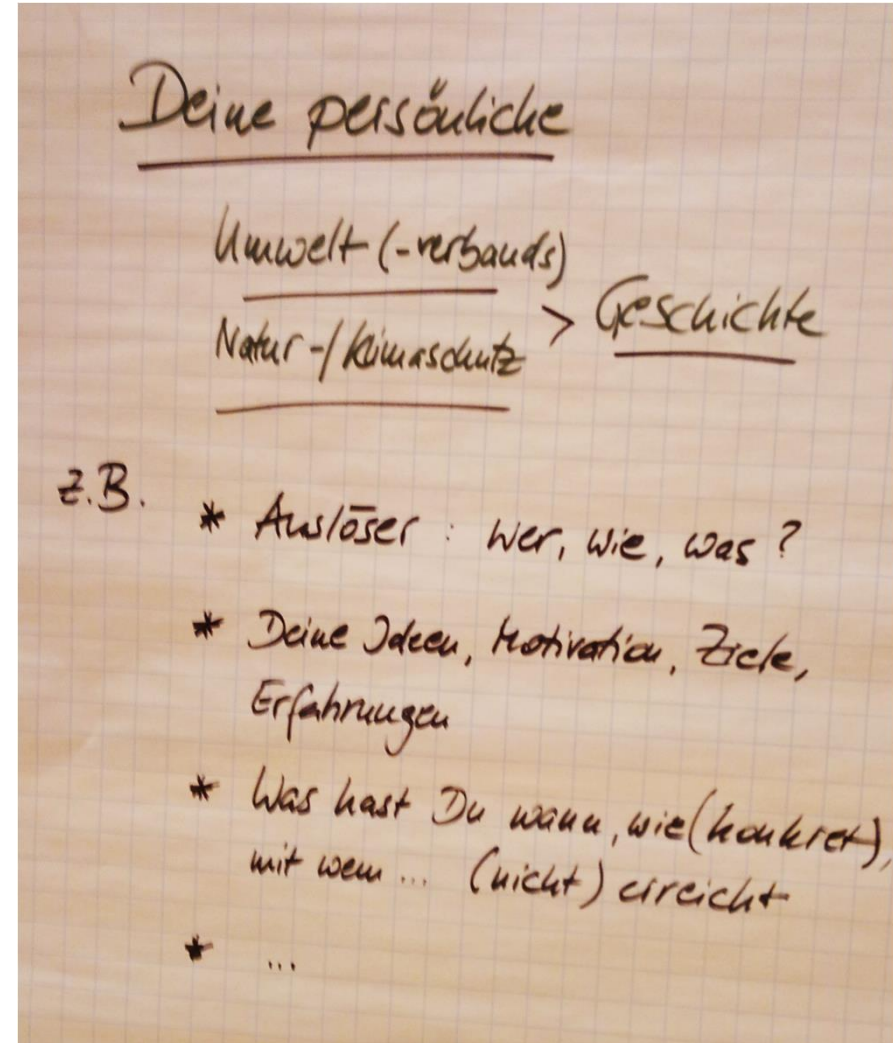 Deine persönliche
Umwelt (-verbands)
Natur-/Klimaschutz > Geschichte
z.B.
* Auslöser: Wer, wie, was?
* Deine Ideen, Motivation, Ziele,
Erfahrungen
* Was hast Du wann, wie (konkret),
mit wem ... (nicht) erreicht
* ...